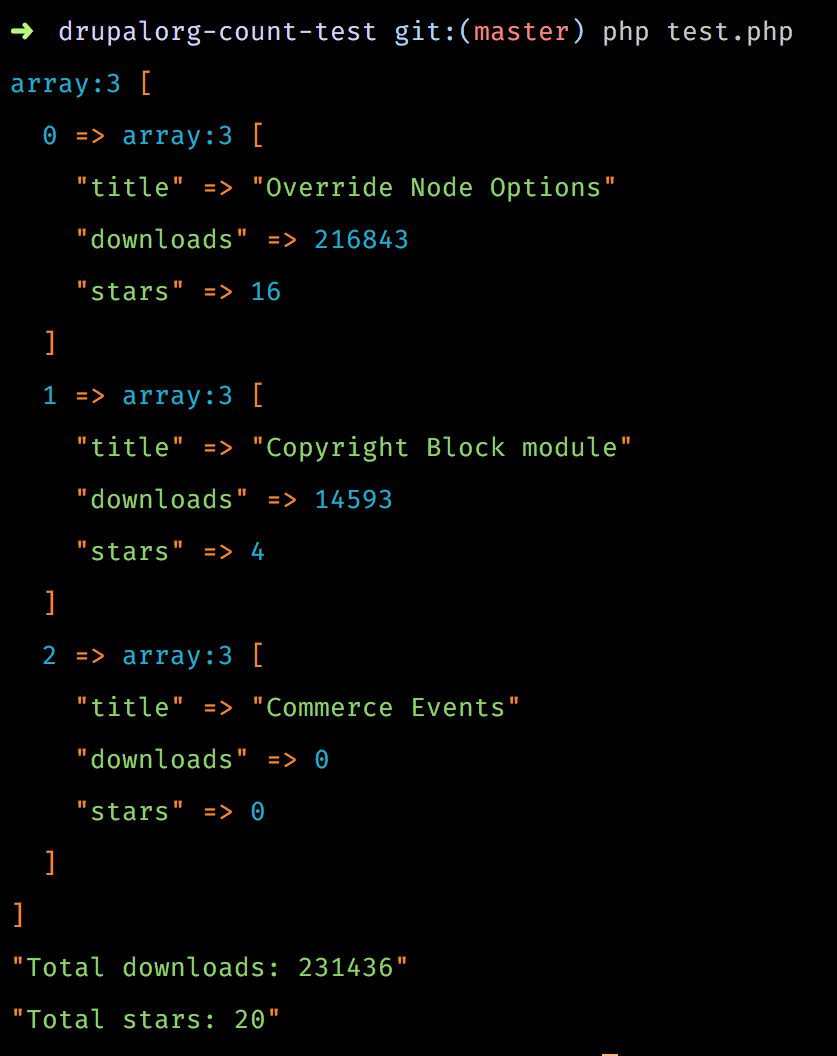 ➜  drupalorg-count-test git:(master) php test.php
array:3 [
  0 => array:3 [
    "title" => "Override Node Options"
    "downloads" => 216843
    "stars" => 16
  ]
  1 => array:3 [
    "title" => "Copyright Block module"
    "downloads" => 14593
    "stars" => 4
  ]
  2 => array:3 [
    "title" => "Commerce Events"
    "downloads" => 0
    "stars" => 0
  ]
]
"Total downloads: 231436"
"Total stars: 20"